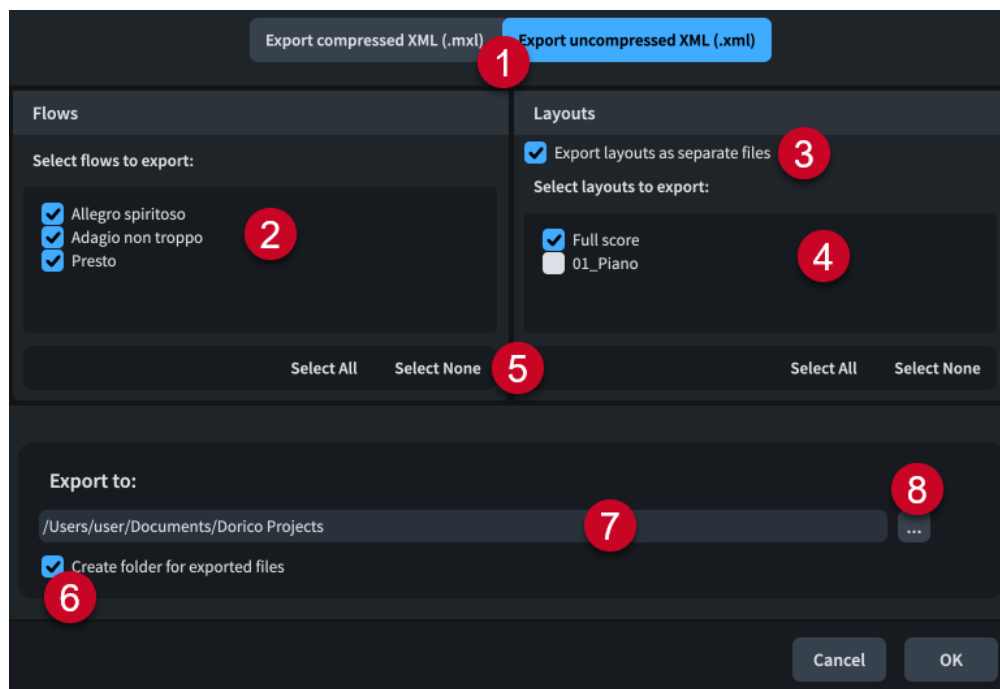 Export compressed XML (.mxl)
Export uncompressed XML (.xml)
1
Flows
Select flows to export:
Allegro spiritoso
Adagio non troppo
Presto
2
Layouts
Export layouts as separate files
3
Select layouts to export:
Full score
01_Piano
4
Select All
Select None
5
Select All
Select None
Export to:
8
/Users/user/Documents/Dorico Projects
7
...
Create folder for exported files
6
Cancel
OK